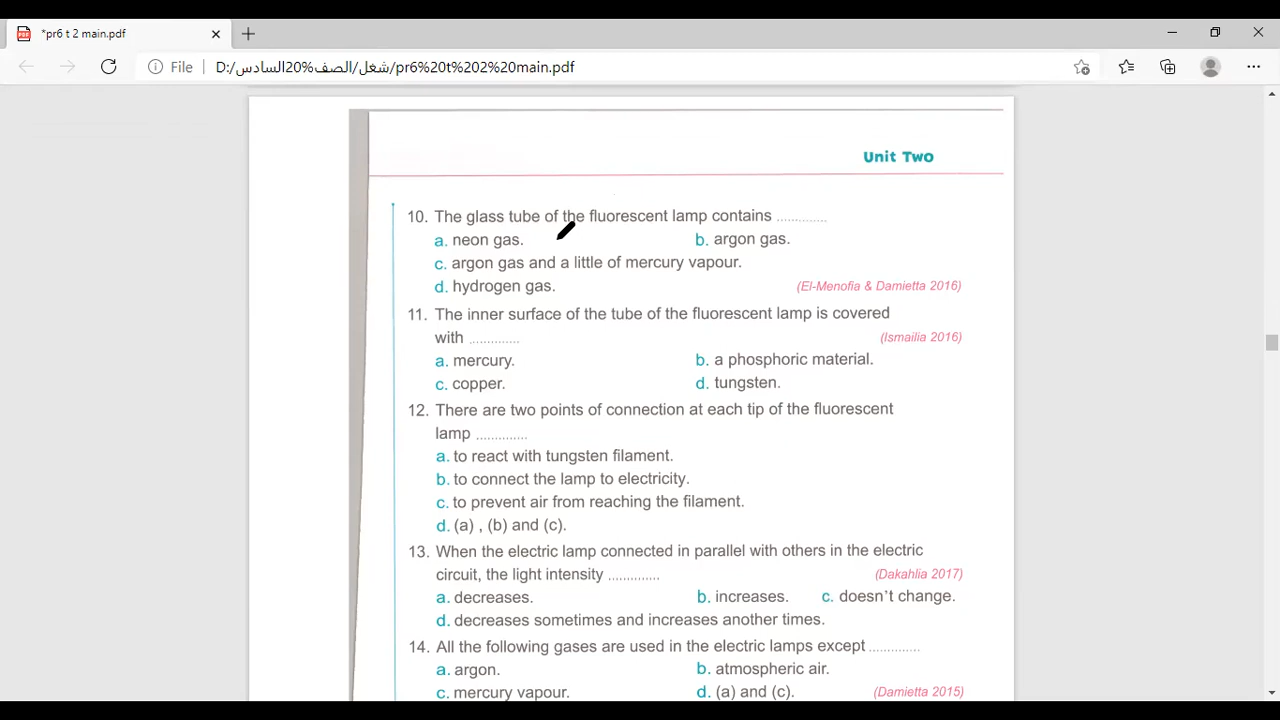 *pr6 t 2 main.pdf
File D:/شغل/الصف%20السادس/pr6%20t%202%20main.pdf
Unit Two
10. The glass tube of the fluorescent lamp contains ..............
a. neon gas. b. argon gas.
c. argon gas and a little of mercury vapour.
d. hydrogen gas. (El-Menofia & Damietta 2016)
11. The inner surface of the tube of the fluorescent lamp is covered
with .............. (Ismailia 2016)
a. mercury. b. a phosphoric material.
c. copper. d. tungsten.
12. There are two points of connection at each tip of the fluorescent
lamp ..............
a. to react with tungsten filament.
b. to connect the lamp to electricity.
c. to prevent air from reaching the filament.
d. (a) , (b) and (c).
13. When the electric lamp connected in parallel with others in the electric
circuit, the light intensity .............. (Dakahlia 2017)
a. decreases. b. increases. c. doesn't change.
d. decreases sometimes and increases another times.
14. All the following gases are used in the electric lamps except ..............
a. argon. b. atmospheric air.
c. mercury vapour. d. (a) and (c). (Damietta 2015)